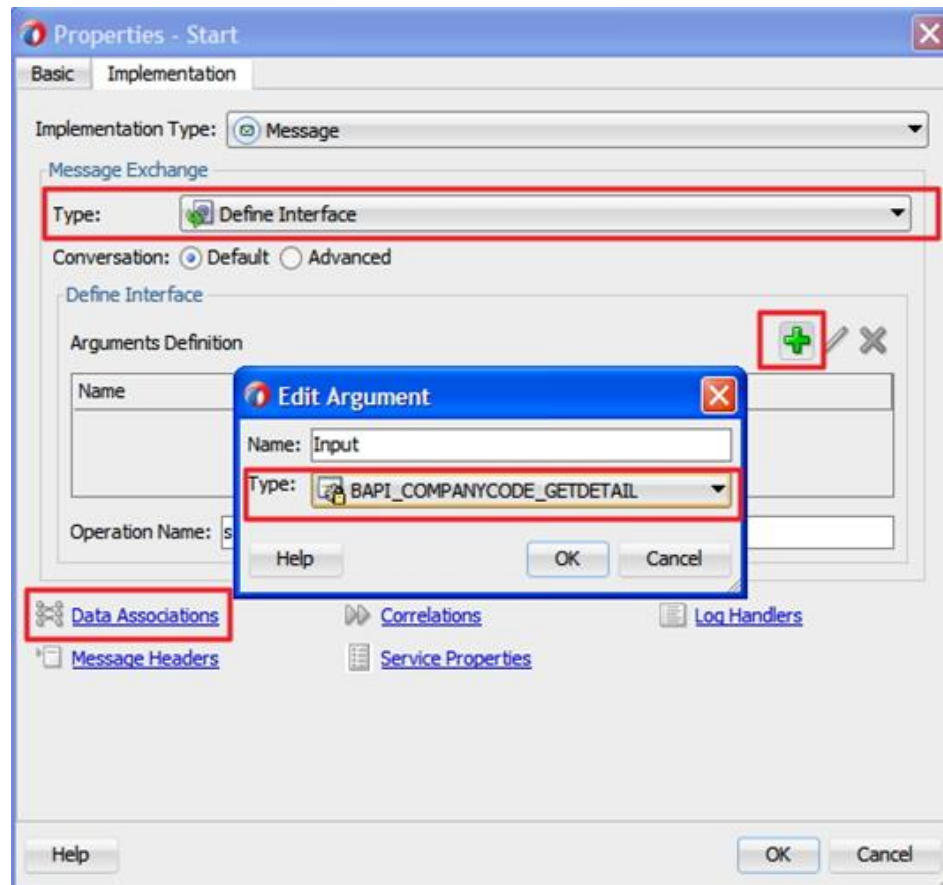 Properties - Start
Basic Implementation
Implementation Type: Message
Message Exchange
Type: Define Interface
Conversation: Default Advanced
Define Interface
Arguments Definition
Name
Edit Argument
Name: Input
Type: BAPI_COMPANYCODE_GETDETAIL
Operation Name: s
Help OK Cancel
Data Associations Correlations Log Handlers
Message Headers Service Properties
Help OK Cancel